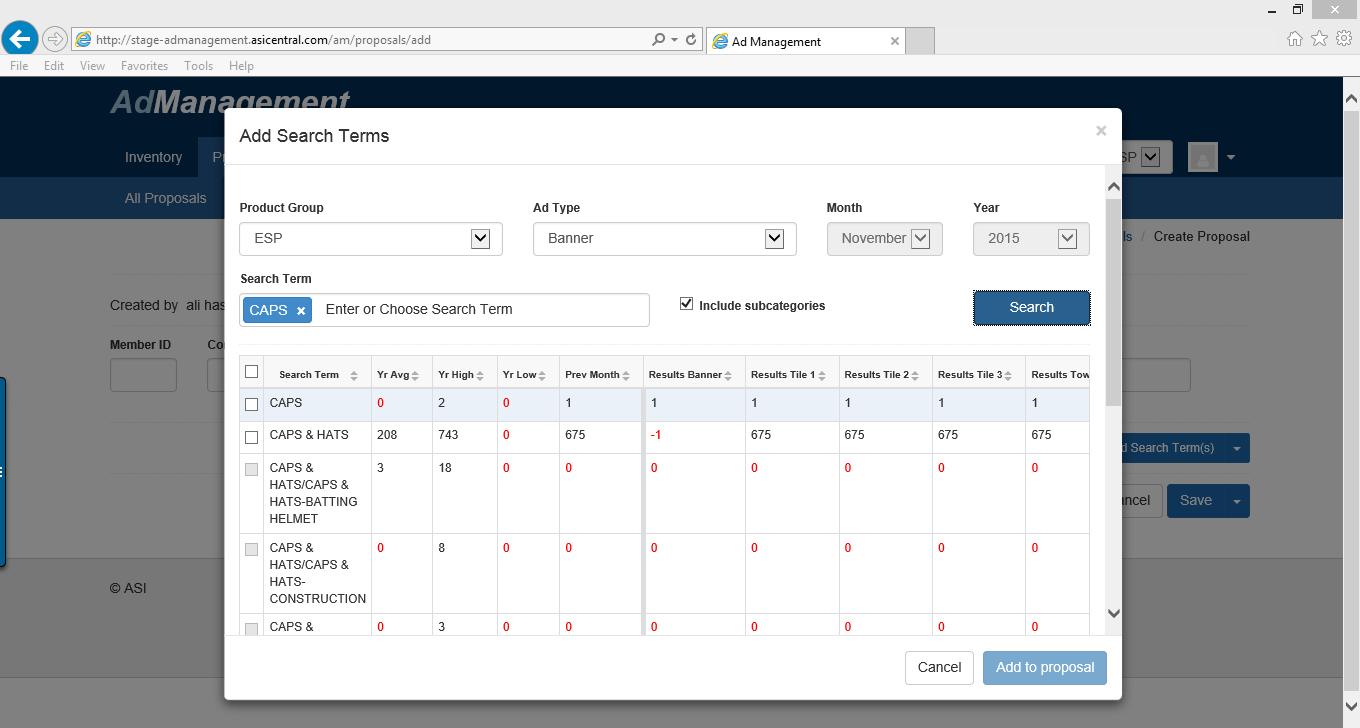 http://stage-admanagement.asicentral.com/am/proposals/add
Ad Management
File Edit View Favorites Tools Help
AdManagement
Add Search Terms
Inventory
All Proposals
Product Group Ad Type Month Year
ESP Banner November 2015
/ Create Proposal
Search Term
CAPS × Enter or Choose Search Term Include subcategories Search
Created by ali
Member ID
Search Term Yr Avg Yr High Yr Low Prev Month Results Banner Results Tile 1 Results Tile 2 Results Tile 3 Results Tow
CAPS 0 2 0 1 1 1 1 1 1
CAPS & HATS 208 743 0 675 -1 675 675 675 675
CAPS & 3 18 0 0 0 0 0 0 0
HATS/CAPS &
HATS-BATTING
HELMET
CAPS & 0 8 0 0 0 0 0 0 0
HATS/CAPS &
HATS-
CONSTRUCTION
CAPS & 0 3 0 0 0 0 0 0 0
Search Term(s)
Save
© ASI
Cancel Add to proposal